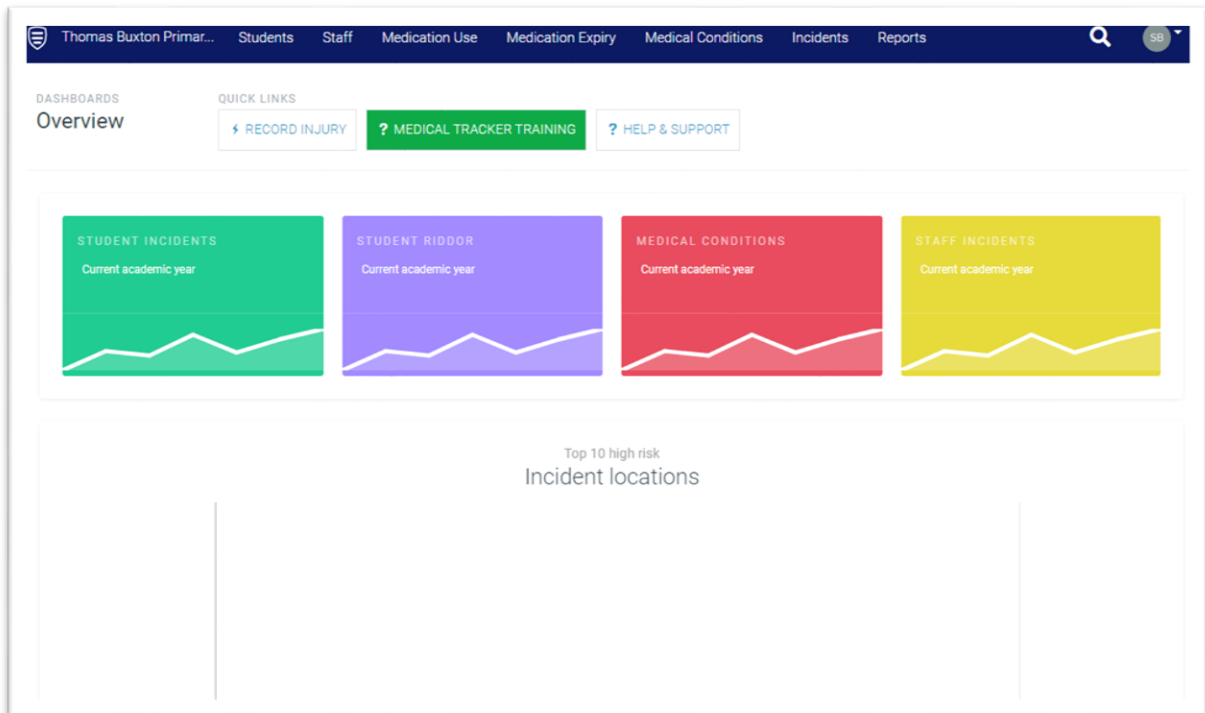 Thomas Buxton Primar... Students Staff Medication Use Medication Expiry Medical Conditions Incidents Reports SB
DASHBOARDS
Overview
QUICK LINKS
RECORD INJURY ? MEDICAL TRACKER TRAINING ? HELP & SUPPORT
STUDENT INCIDENTS
Current academic year
STUDENT RIDDOR
Current academic year
MEDICAL CONDITIONS
Current academic year
STAFF INCIDENTS
Current academic year
Top 10 high risk
Incident locations